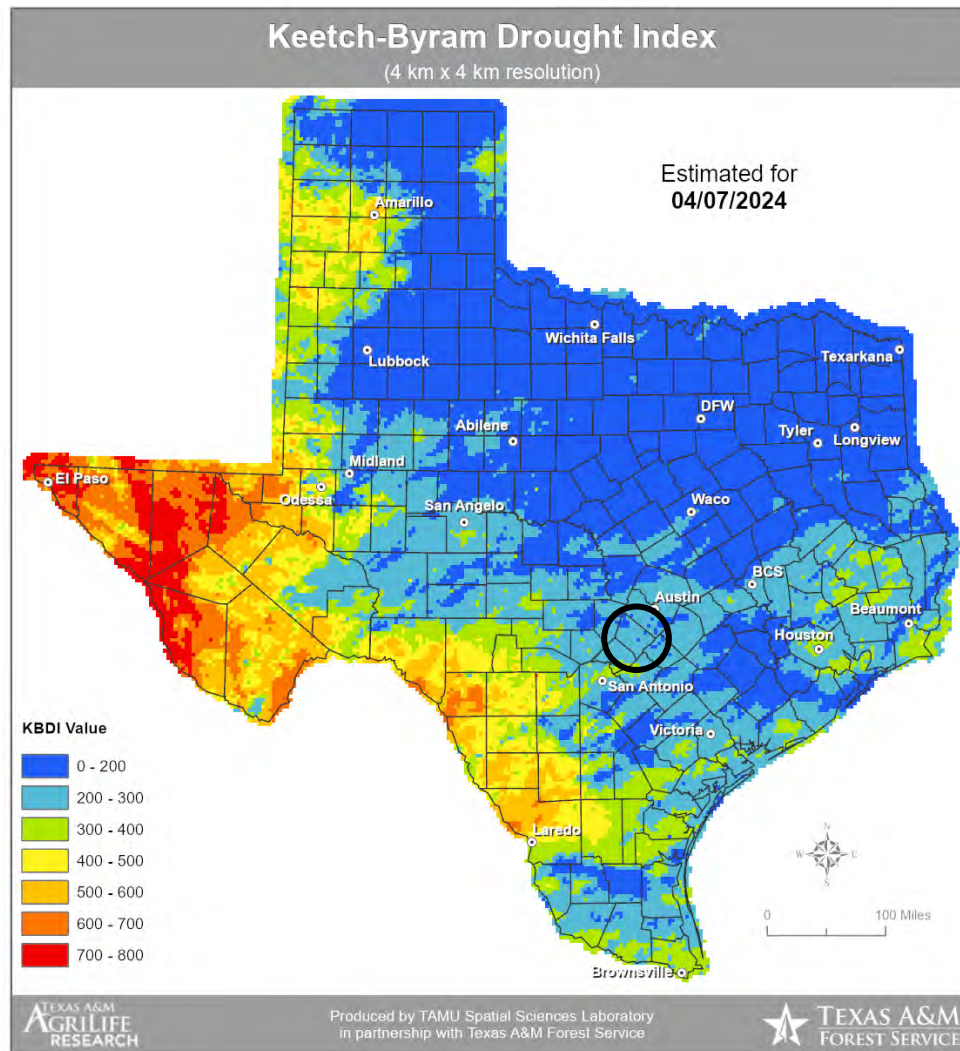 Keetch-Byram Drought Index
(4 km x 4 km resolution)
Estimated for
04/07/2024
Amarillo
Wichita Falls
Lubbock
Texarkana
DFW
Abilene
Tyler
Longview
Midland
El Paso
Odessa
San Angelo
Waco
BCS
Austin
Beaumont
Houston
San Antonio
Victoria
KBDI Value
0 - 200
200 - 300
300 - 400
400 - 500
500 - 600
600 - 700
700 - 800
Laredo
Brownsville
N
W E
S
0 100 Miles
TEXAS A&M
AGRILIFE
RESEARCH
Produced by TAMU Spatial Sciences Laboratory
in partnership with Texas A&M Forest Service
TEXAS A&M
FOREST SERVICE